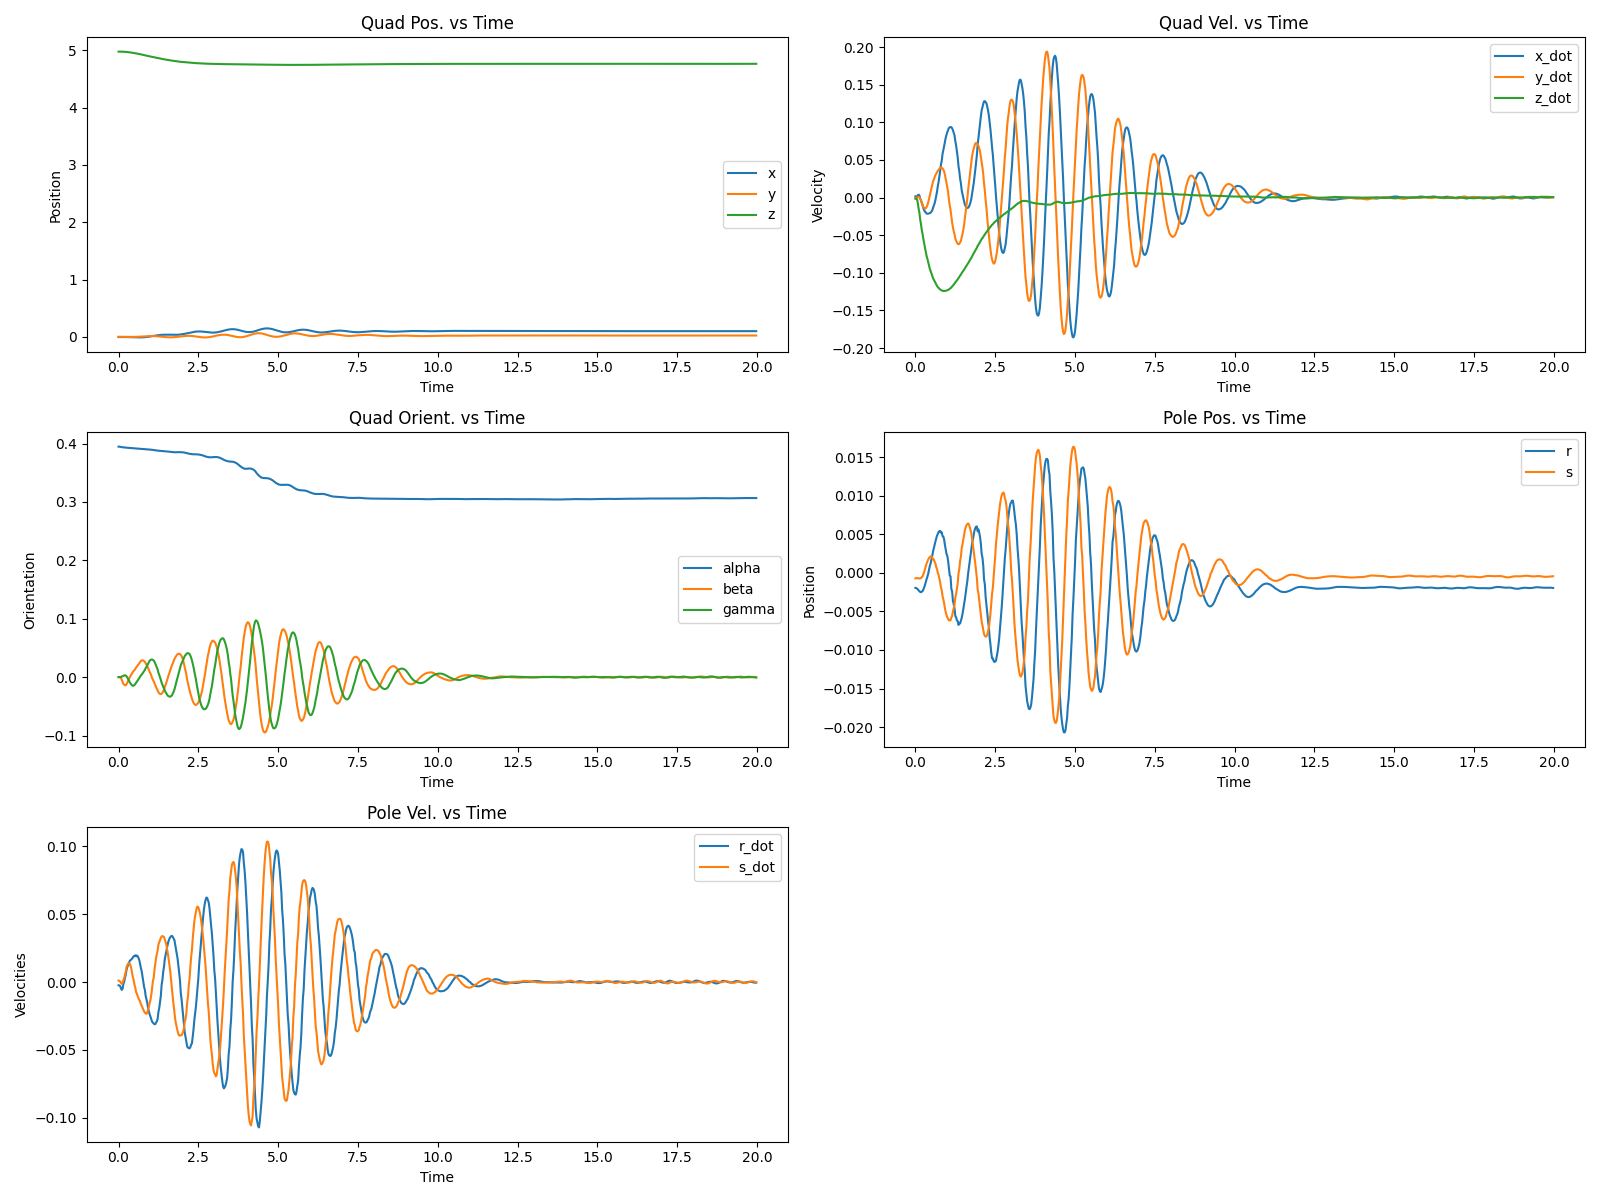 Quad Pos. vs Time
5
4
3
2
1
0
Position
x
y
z
0.0 2.5 5.0 7.5 10.0 12.5 15.0 17.5 20.0
Time
Quad Vel. vs Time
0.20
0.15
0.10
0.05
0.00
−0.05
−0.10
−0.15
−0.20
Velocity
x_dot
y_dot
z_dot
0.0 2.5 5.0 7.5 10.0 12.5 15.0 17.5 20.0
Time
Quad Orient. vs Time
0.4
0.3
0.2
0.1
0.0
−0.1
Orientation
alpha
beta
gamma
0.0 2.5 5.0 7.5 10.0 12.5 15.0 17.5 20.0
Time
Pole Pos. vs Time
0.015
0.010
0.005
0.000
−0.005
−0.010
−0.015
−0.020
Position
r
s
0.0 2.5 5.0 7.5 10.0 12.5 15.0 17.5 20.0
Time
Pole Vel. vs Time
0.10
0.05
0.00
−0.05
−0.10
Velocities
r_dot
s_dot
0.0 2.5 5.0 7.5 10.0 12.5 15.0 17.5 20.0
Time